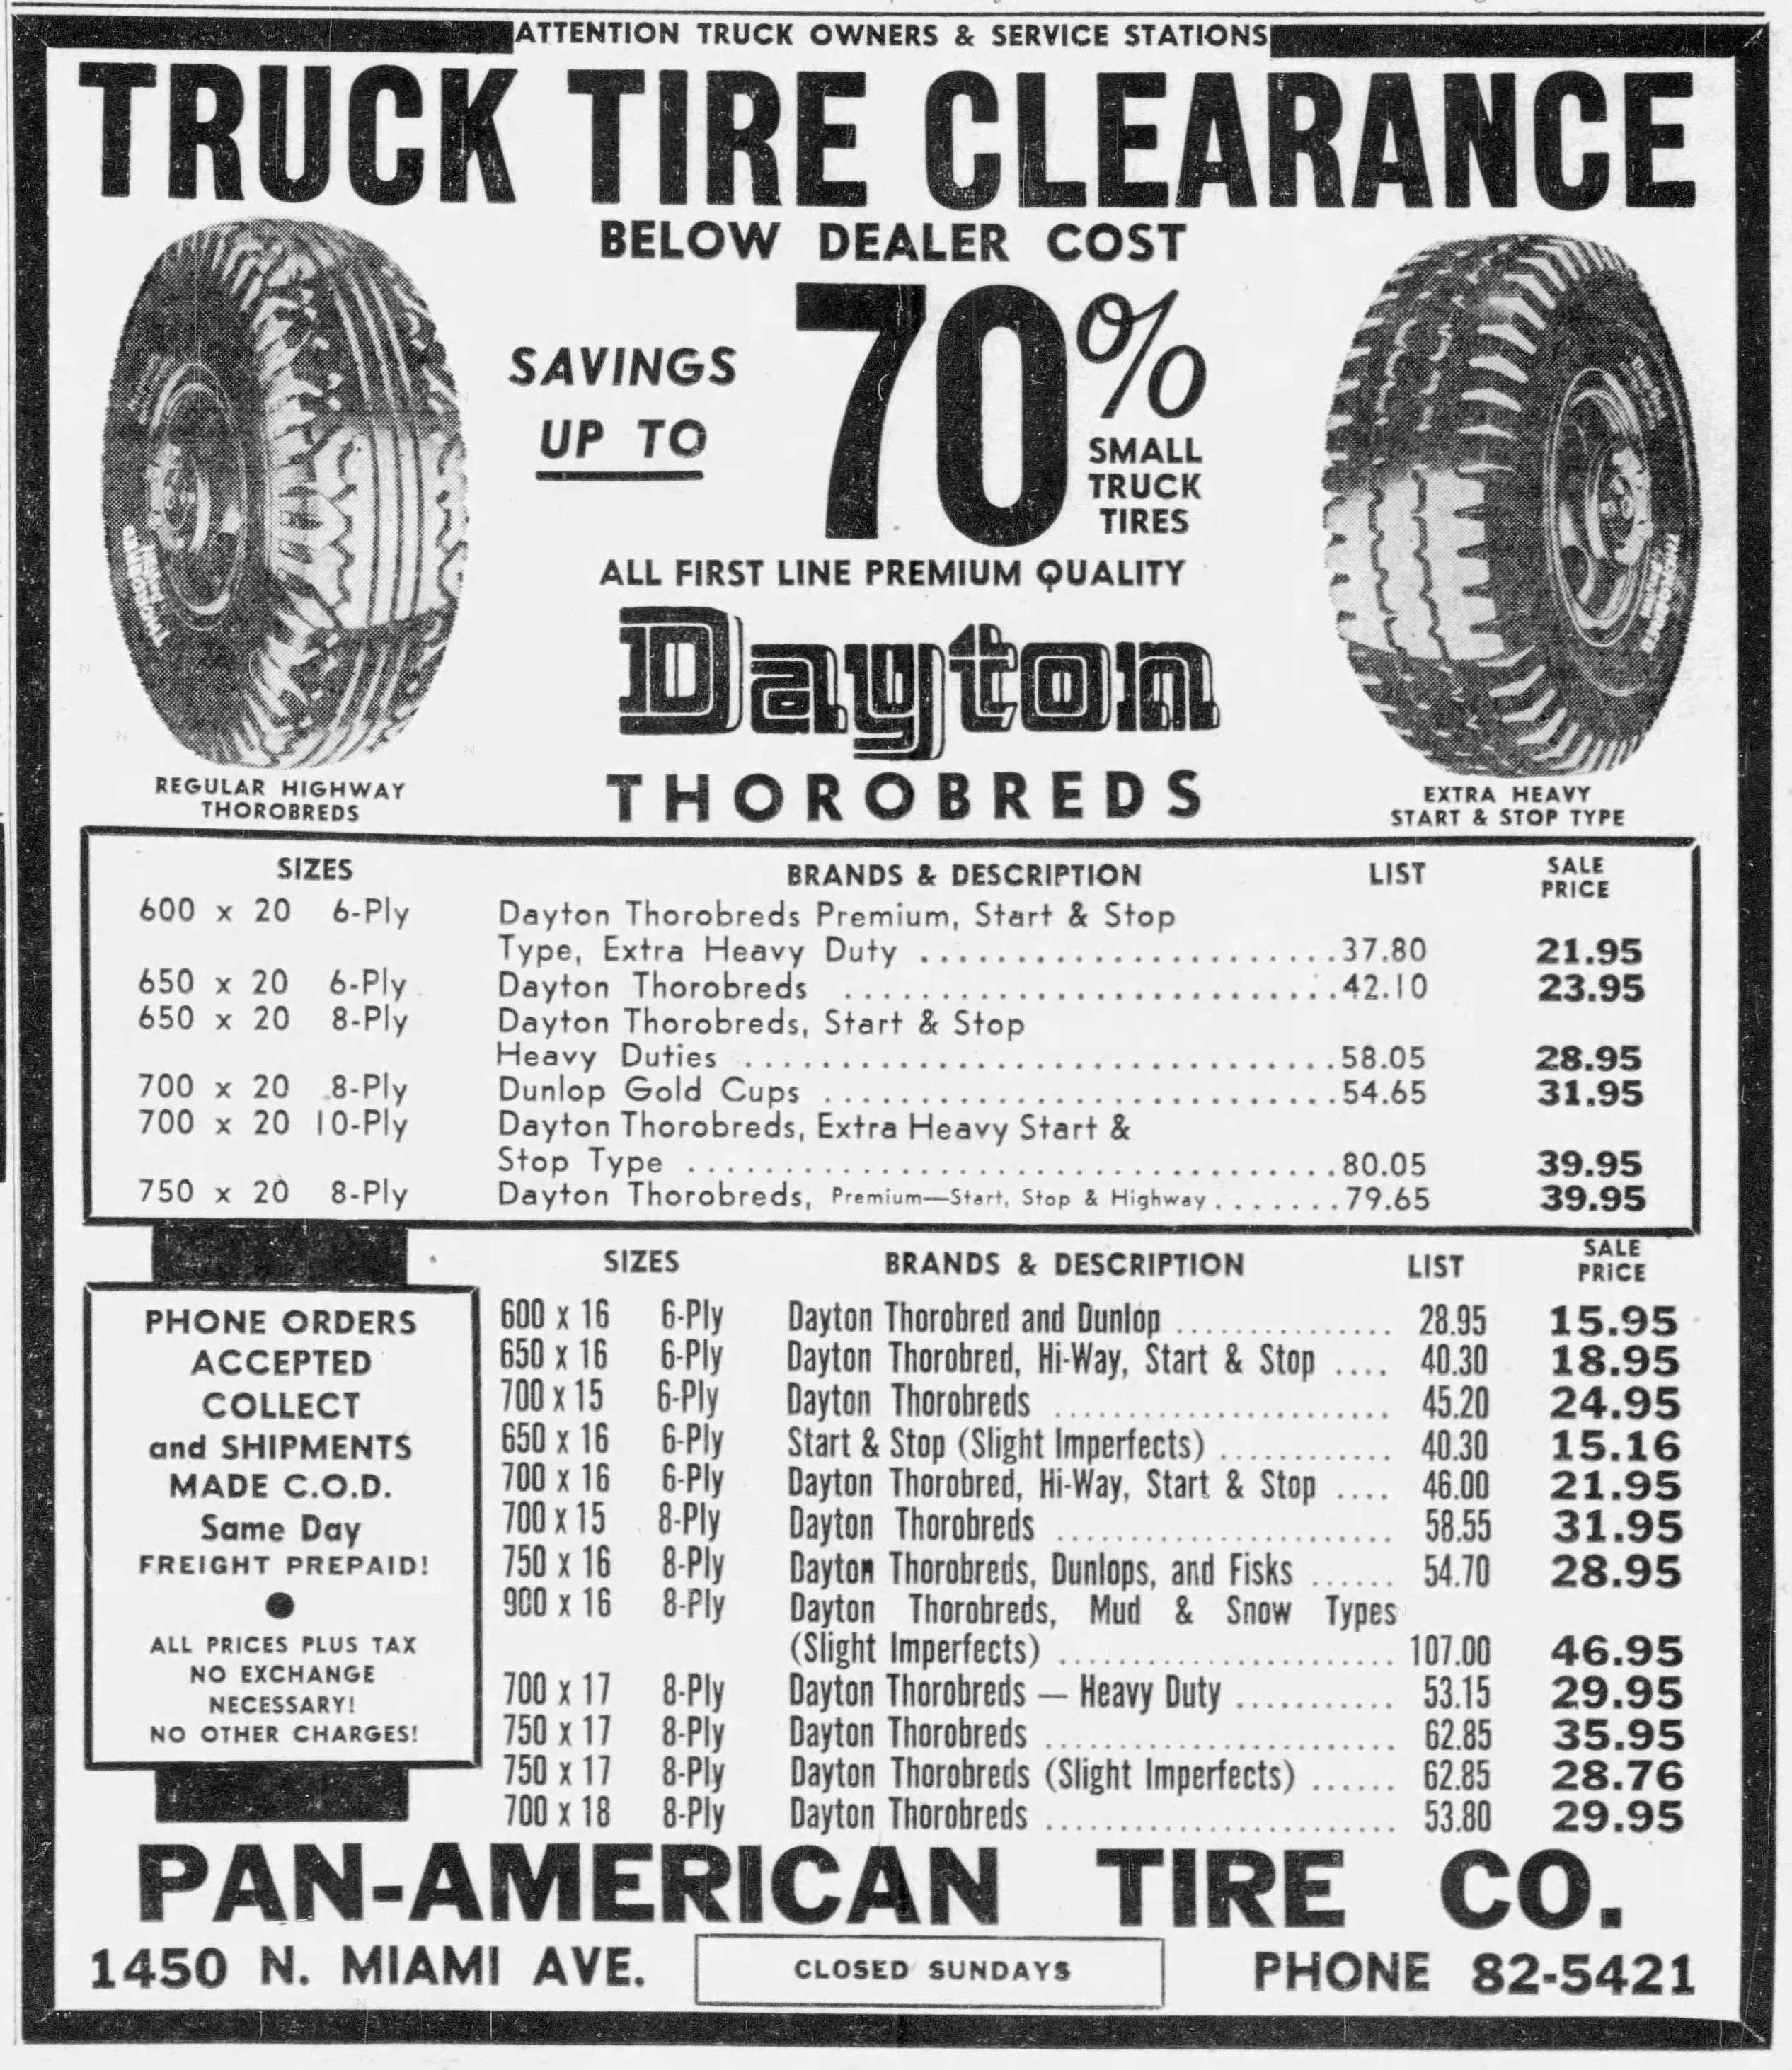 ATTENTION TRUCK OWNERS & SERVICE STATIONS
TRUCK TIRE CLEARANCE
BELOW DEALER COST
SAVINGS
UP TO
70%
SMALL
TRUCK
TIRES
ALL FIRST LINE PREMIUM QUALITY
Dayton
THOROBREDS
REGULAR HIGHWAY
THOROBREDS
EXTRA HEAVY
START & STOP TYPE
SIZES BRANDS & DESCRIPTION LIST SALE PRICE
600 x 20 6-Ply Dayton Thorobreds Premium, Start & Stop
Type, Extra Heavy Duty ...................... 37.80 21.95
650 x 20 6-Ply Dayton Thorobreds .......................... 42.10 23.95
650 x 20 8-Ply Dayton Thorobreds, Start & Stop
Heavy Duties ............................... 58.05 28.95
700 x 20 8-Ply Dunlop Gold Cups ........................... 54.65 31.95
700 x 20 10-Ply Dayton Thorobreds, Extra Heavy Start &
Stop Type .................................. 80.05 39.95
750 x 20 8-Ply Dayton Thorobreds, Premium—Start, Stop & Highway ....... 79.65 39.95
SIZES BRANDS & DESCRIPTION LIST SALE PRICE
600 x 16 6-Ply Dayton Thorobred and Dunlop ............... 28.95 15.95
650 x 16 6-Ply Dayton Thorobred, Hi-Way, Start & Stop .... 40.30 18.95
700 x 15 6-Ply Dayton Thorobreds ....................... 45.20 24.95
650 x 16 6-Ply Start & Stop (Slight Imperfects) ............ 40.30 15.16
700 x 16 6-Ply Dayton Thorobred, Hi-Way, Start & Stop .... 46.00 21.95
700 x 15 8-Ply Dayton Thorobreds ....................... 58.55 31.95
750 x 16 8-Ply Dayton Thorobreds, Dunlops, and Fisks ...... 54.70 28.95
900 x 16 8-Ply Dayton Thorobreds, Mud & Snow Types
(Slight Imperfects) ....................... 107.00 46.95
700 x 17 8-Ply Dayton Thorobreds — Heavy Duty ........... 53.15 29.95
750 x 17 8-Ply Dayton Thorobreds ........................ 62.85 35.95
750 x 17 8-Ply Dayton Thorobreds (Slight Imperfects) ...... 62.85 28.76
700 x 18 8-Ply Dayton Thorobreds ........................ 53.80 29.95
PHONE ORDERS
ACCEPTED
COLLECT
and SHIPMENTS
MADE C.O.D.
Same Day
FREIGHT PREPAID!
ALL PRICES PLUS TAX
NO EXCHANGE
NECESSARY!
NO OTHER CHARGES!
PAN-AMERICAN TIRE CO.
1450 N. MIAMI AVE.
CLOSED SUNDAYS
PHONE 82-5421